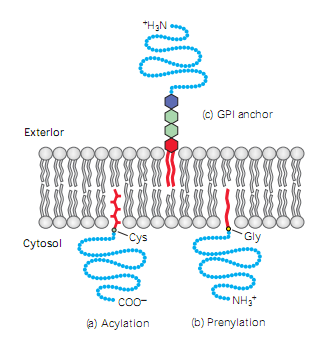 ⁺H₃N
(c) GPI anchor
Exterior
Cytosol
Cys
Gly
COO⁻
NH₃⁺
(a) Acylation
(b) Prenylation